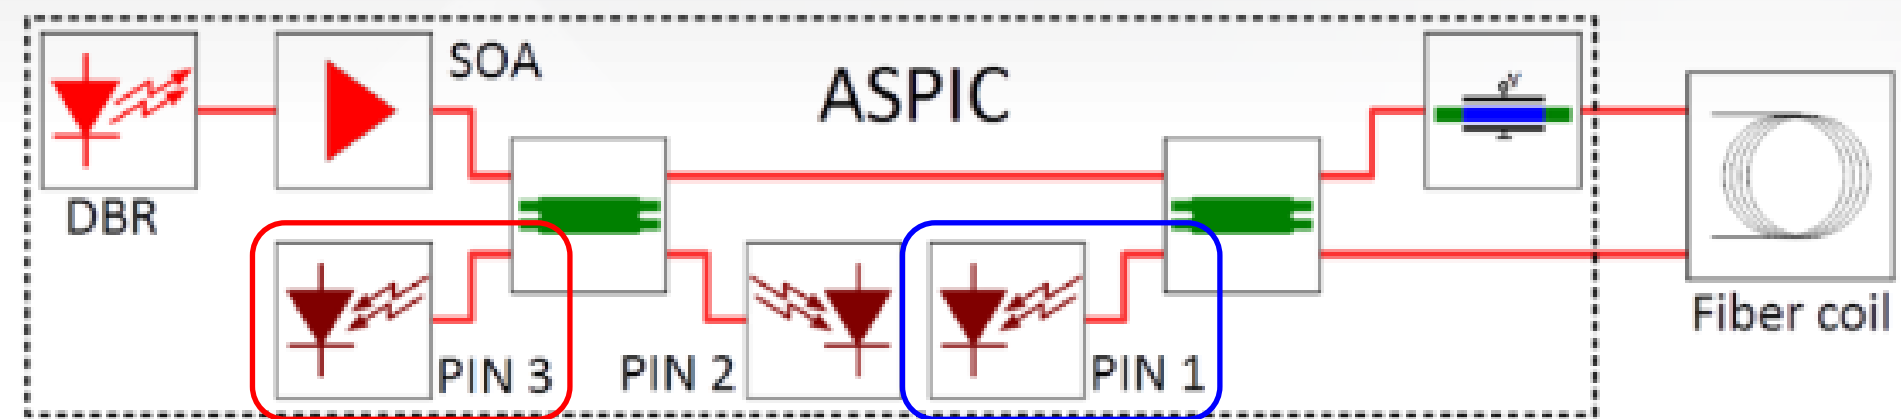 SOA
ASPIC
V
DBR
PIN 3
PIN 2
PIN 1
Fiber coil